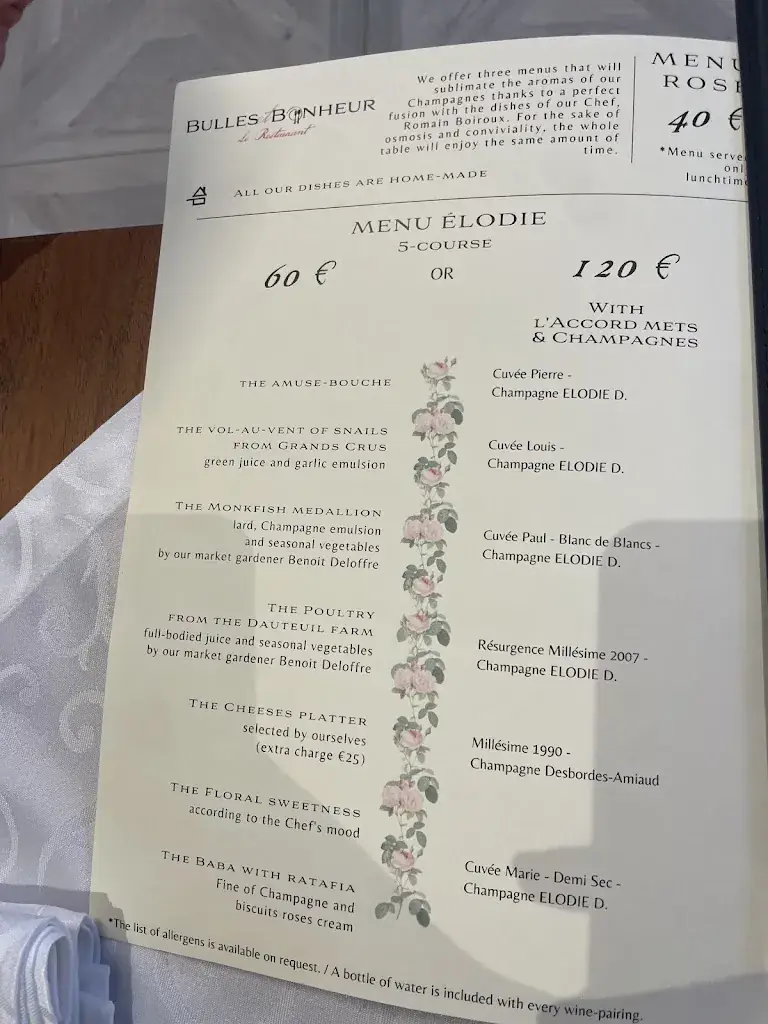 BULLES et BONHEUR
Le Restaurant
We offer three menus that will
sublimate the aromas of our
Champagnes thanks to a perfect
fusion with the dishes of our Chef,
Romain Boiroux. For the sake of
osmosis and conviviality, the whole
table will enjoy the same amount of
time.
MENU
ROSE
40 €
*Menu serve
onl
lunchtim
ALL OUR DISHES ARE HOME-MADE
MENU ÉLODIE
5-COURSE
60 € OR 120 €
WITH
L'ACCORD METS
& CHAMPAGNES
THE AMUSE-BOUCHE
Cuvée Pierre -
Champagne ELODIE D.
THE VOL-AU-VENT OF SNAILS
FROM GRANDS CRUS
green juice and garlic emulsion
Cuvée Louis -
Champagne ELODIE D.
THE MONKFISH MEDALLION
lard, Champagne emulsion
and seasonal vegetables
by our market gardener Benoit Deloffre
Cuvée Paul - Blanc de Blancs -
Champagne ELODIE D.
THE POULTRY
FROM THE DAUTEUIL FARM
full-bodied juice and seasonal vegetables
by our market gardener Benoit Deloffre
Résurgence Millésime 2007 -
Champagne ELODIE D.
THE CHEESES PLATTER
selected by ourselves
(extra charge €25)
Millésime 1990 -
Champagne Desbordes-Amiaud
THE FLORAL SWEETNESS
according to the Chef's mood
THE BABA WITH RATAFIA
Fine of Champagne and
biscuits roses cream
Cuvée Marie - Demi Sec -
Champagne ELODIE D.
*The list of allergens is available on request. / A bottle of water is included with every wine-pairing.